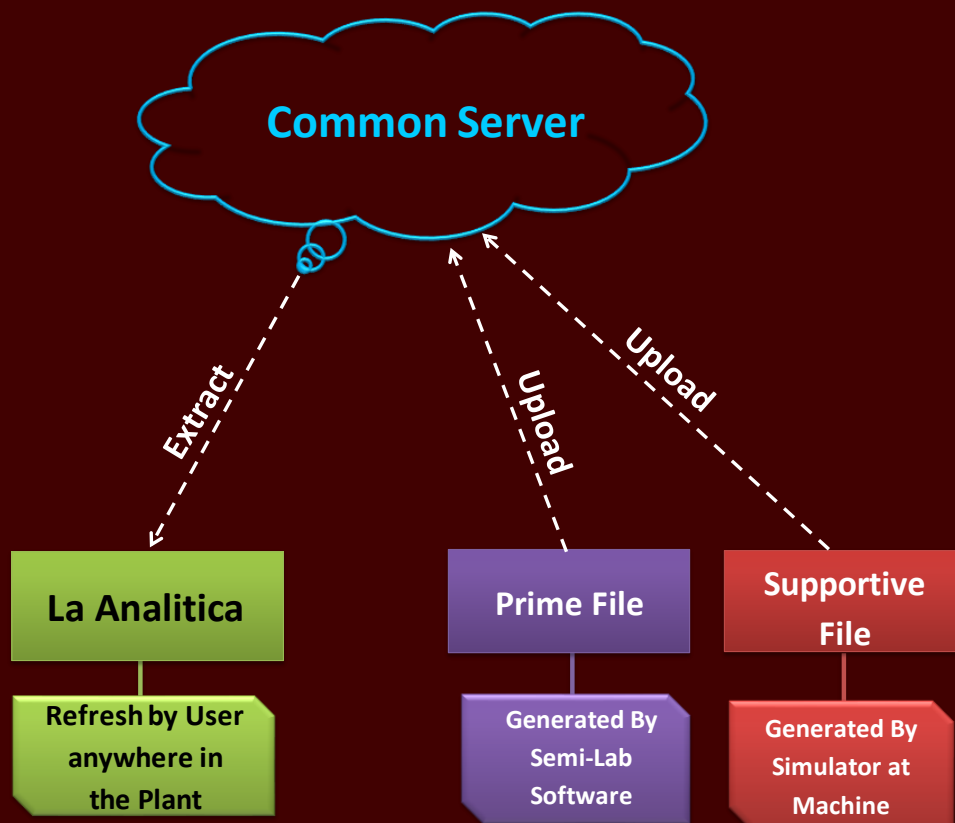 Common Server
Extract
Upload
Upload
La Analitica
Refresh by User
anywhere in
the Plant
Prime File
Generated By
Semi-Lab
Software
Supportive
File
Generated By
Simulator at
Machine